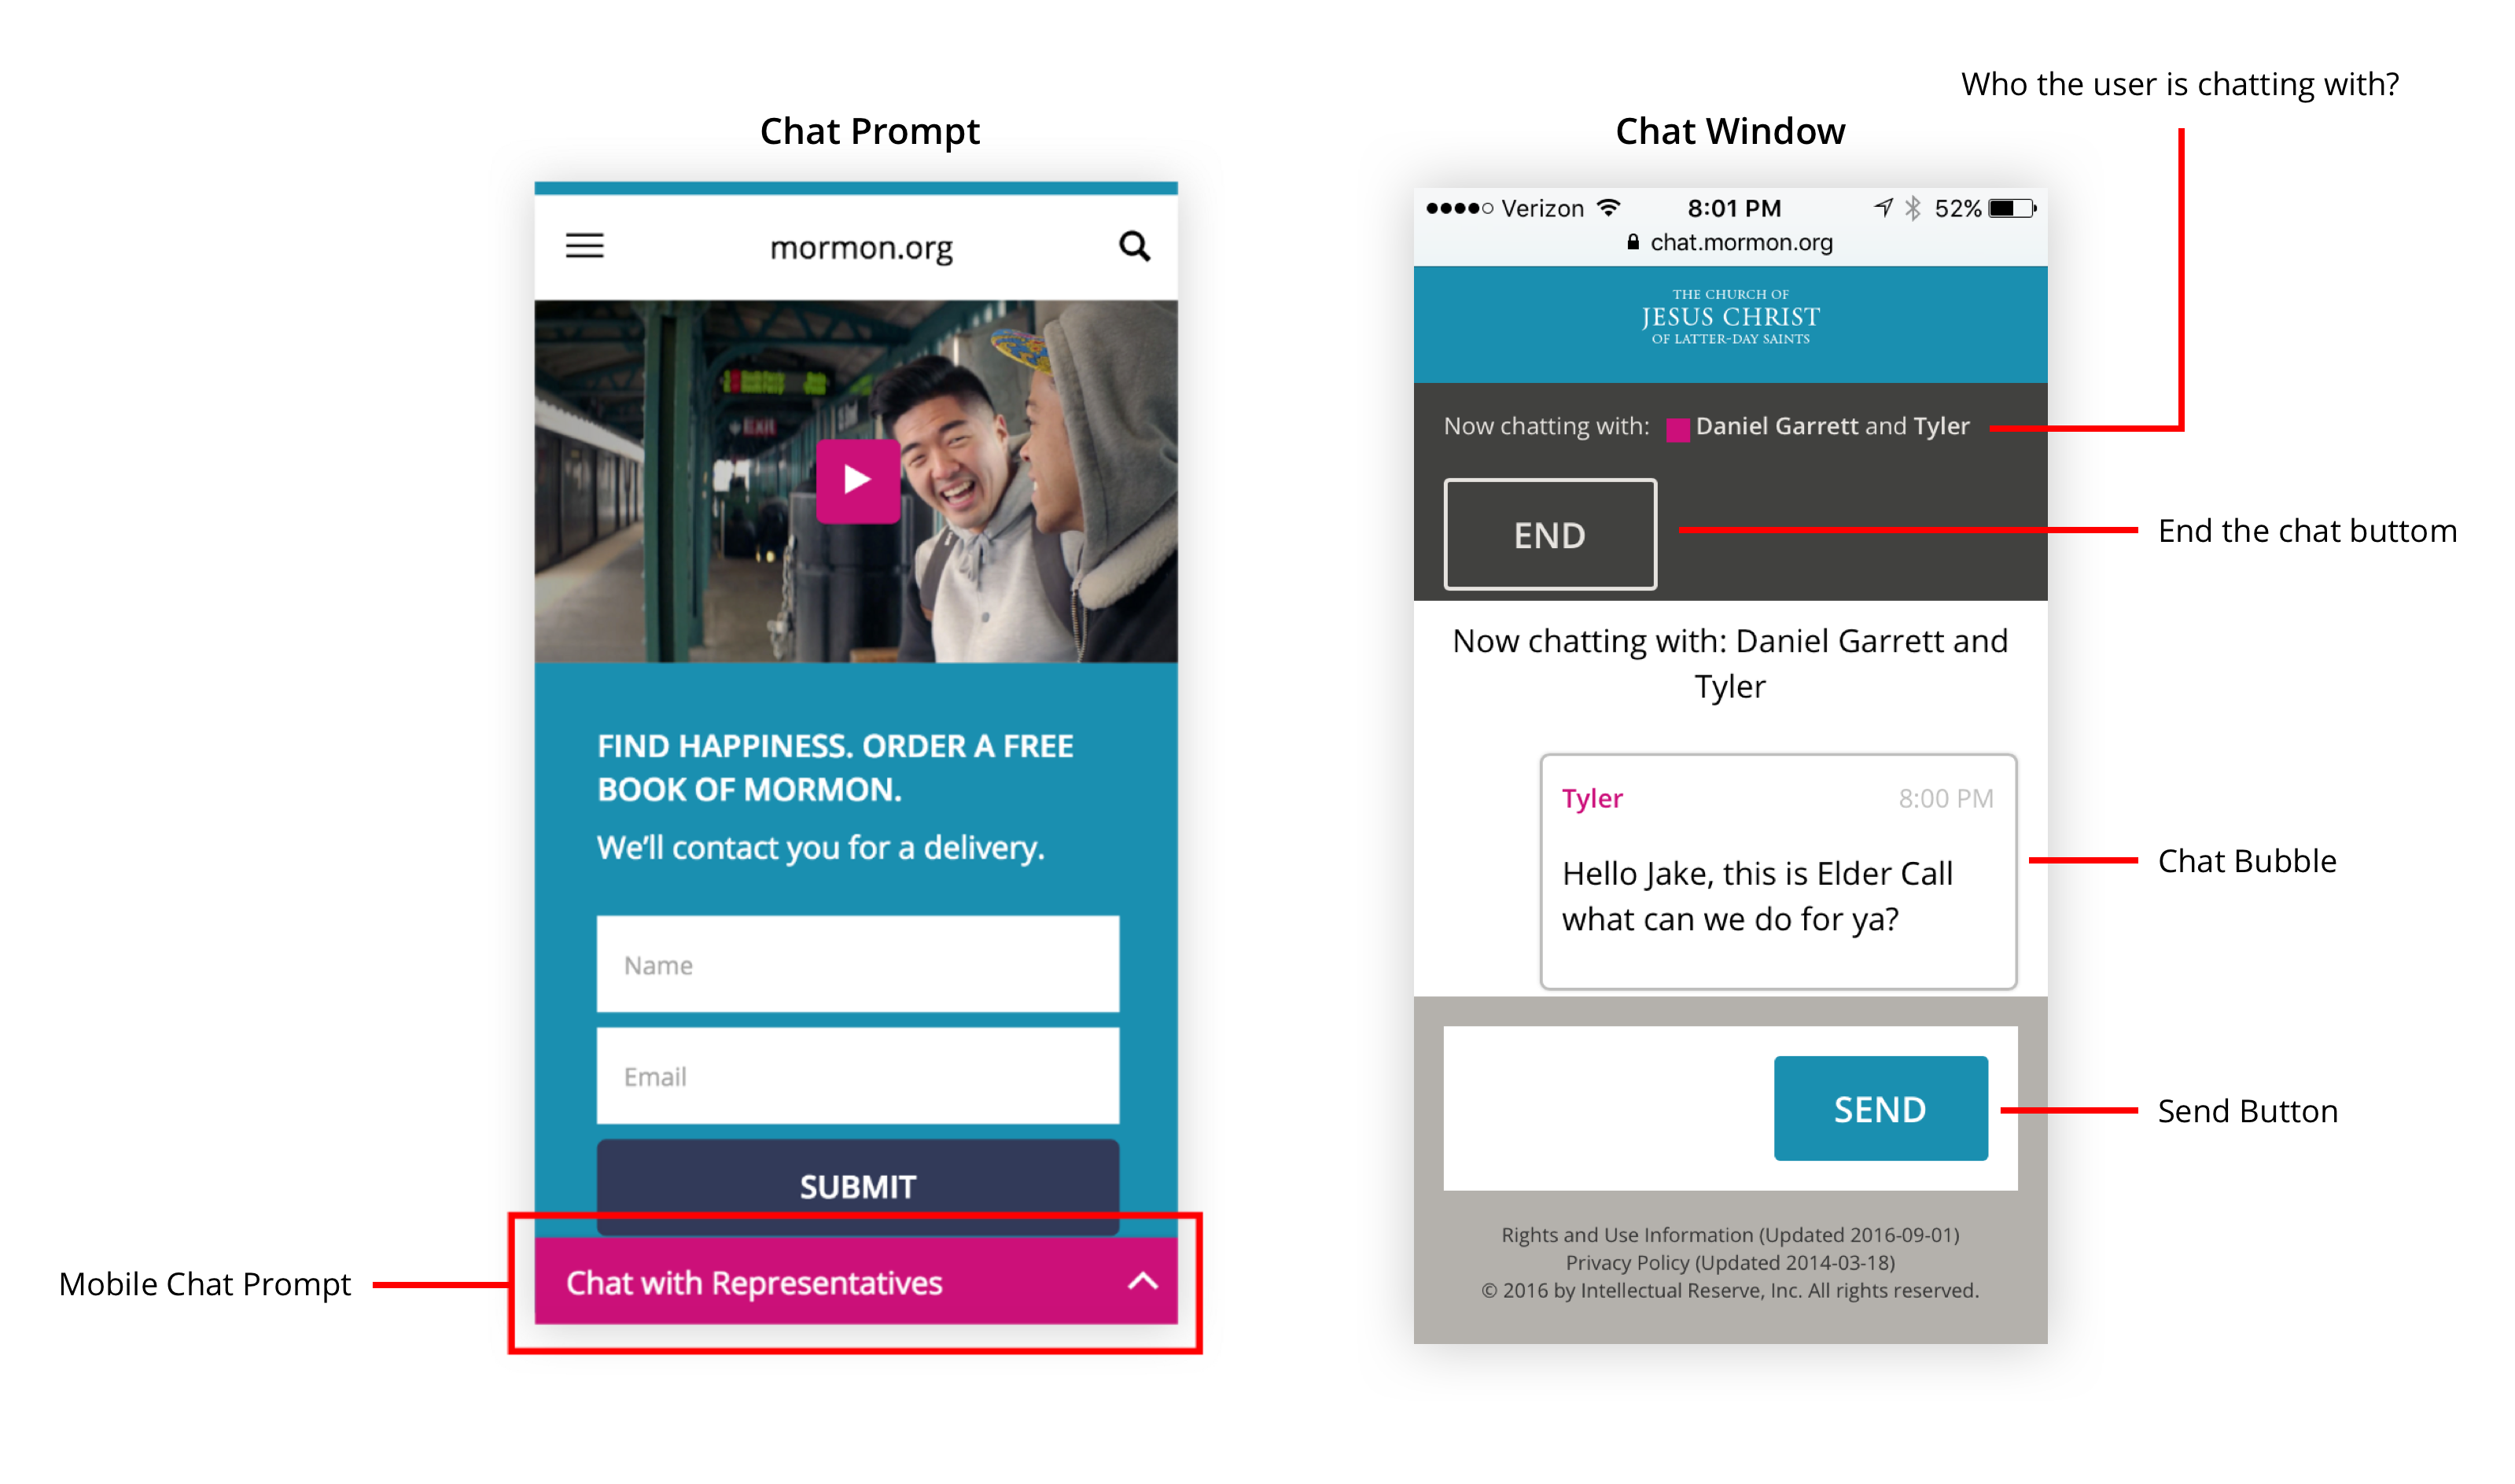 Who the user is chatting with?
Chat Prompt
mormon.org
Exit
FIND HAPPINESS. ORDER A FREE
BOOK OF MORMON.
We'll contact you for a delivery.
Name
Email
SUBMIT
Chat with Representatives
Mobile Chat Prompt
Chat Window
Verizon 8:01 PM 52%
chat.mormon.org
THE CHURCH OF
JESUS CHRIST
OF LATTER-DAY SAINTS
Now chatting with: Daniel Garrett and Tyler
END
End the chat buttom
Now chatting with: Daniel Garrett and
Tyler
Tyler 8:00 PM
Hello Jake, this is Elder Call
what can we do for ya?
Chat Bubble
SEND
Send Button
Rights and Use Information (Updated 2016-09-01)
Privacy Policy (Updated 2014-03-18)
© 2016 by Intellectual Reserve, Inc. All rights reserved.